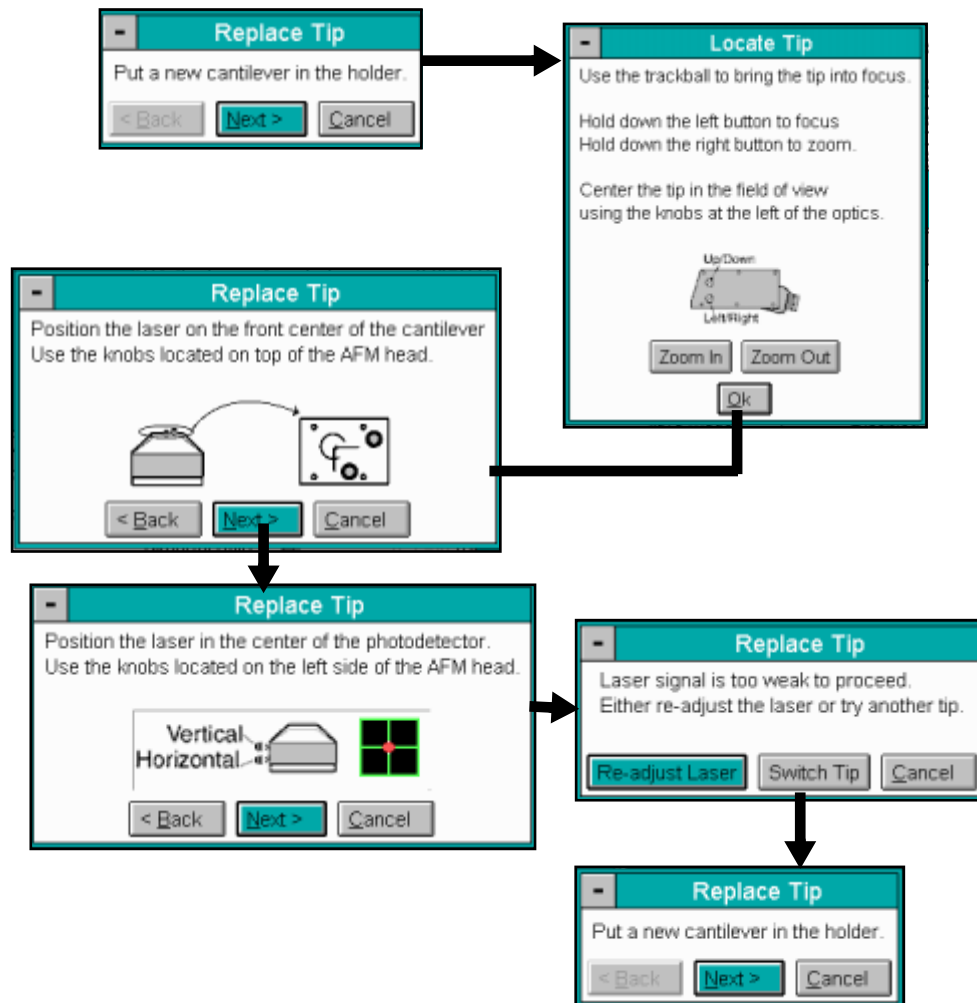 Replace Tip
Put a new cantilever in the holder.
< Back Next > Cancel
Locate Tip
Use the trackball to bring the tip into focus.
Hold down the left button to focus
Hold down the right button to zoom.
Center the tip in the field of view
using the knobs at the left of the optics.
Up/Down
Left/Right
Zoom In Zoom Out
Ok
Replace Tip
Position the laser on the front center of the cantilever
Use the knobs located on top of the AFM head.
< Back Next > Cancel
Replace Tip
Position the laser in the center of the photodetector.
Use the knobs located on the left side of the AFM head.
Vertical
Horizontal
< Back Next > Cancel
Replace Tip
Laser signal is too weak to proceed.
Either re-adjust the laser or try another tip.
Re-adjust Laser Switch Tip Cancel
Replace Tip
Put a new cantilever in the holder.
< Back Next > Cancel